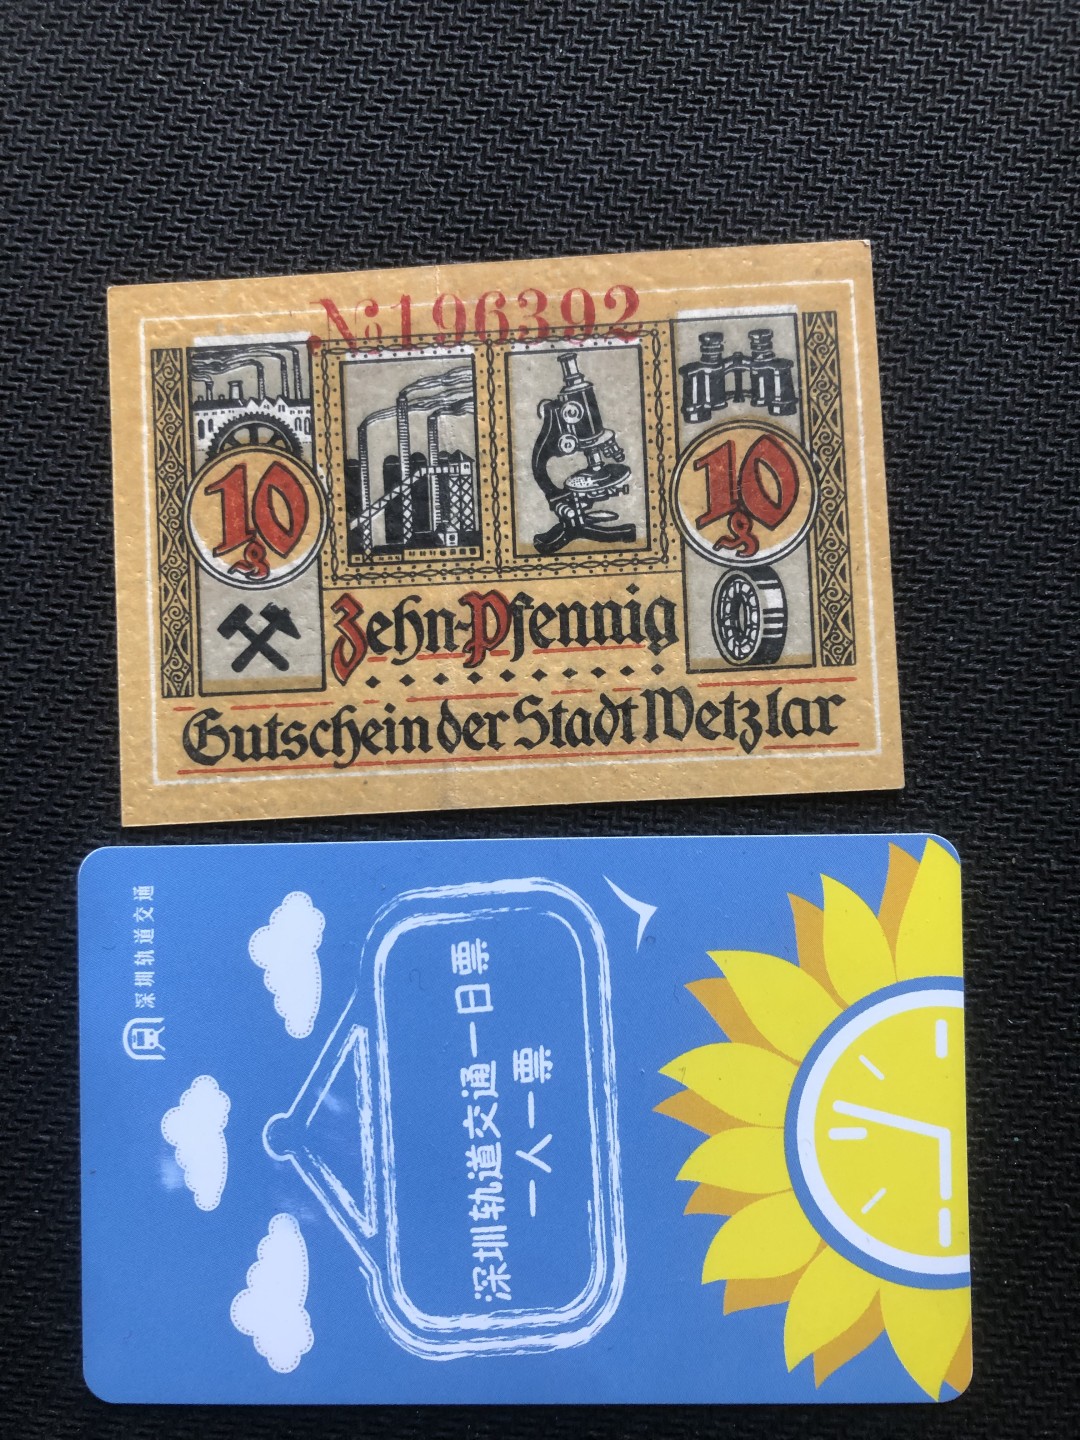 №196392
10
₰
10
₰
Zehn-Pfennig
Gutschein der Stadt Wetzlar
深圳轨道交通
深圳轨道交通一日票
一人一票